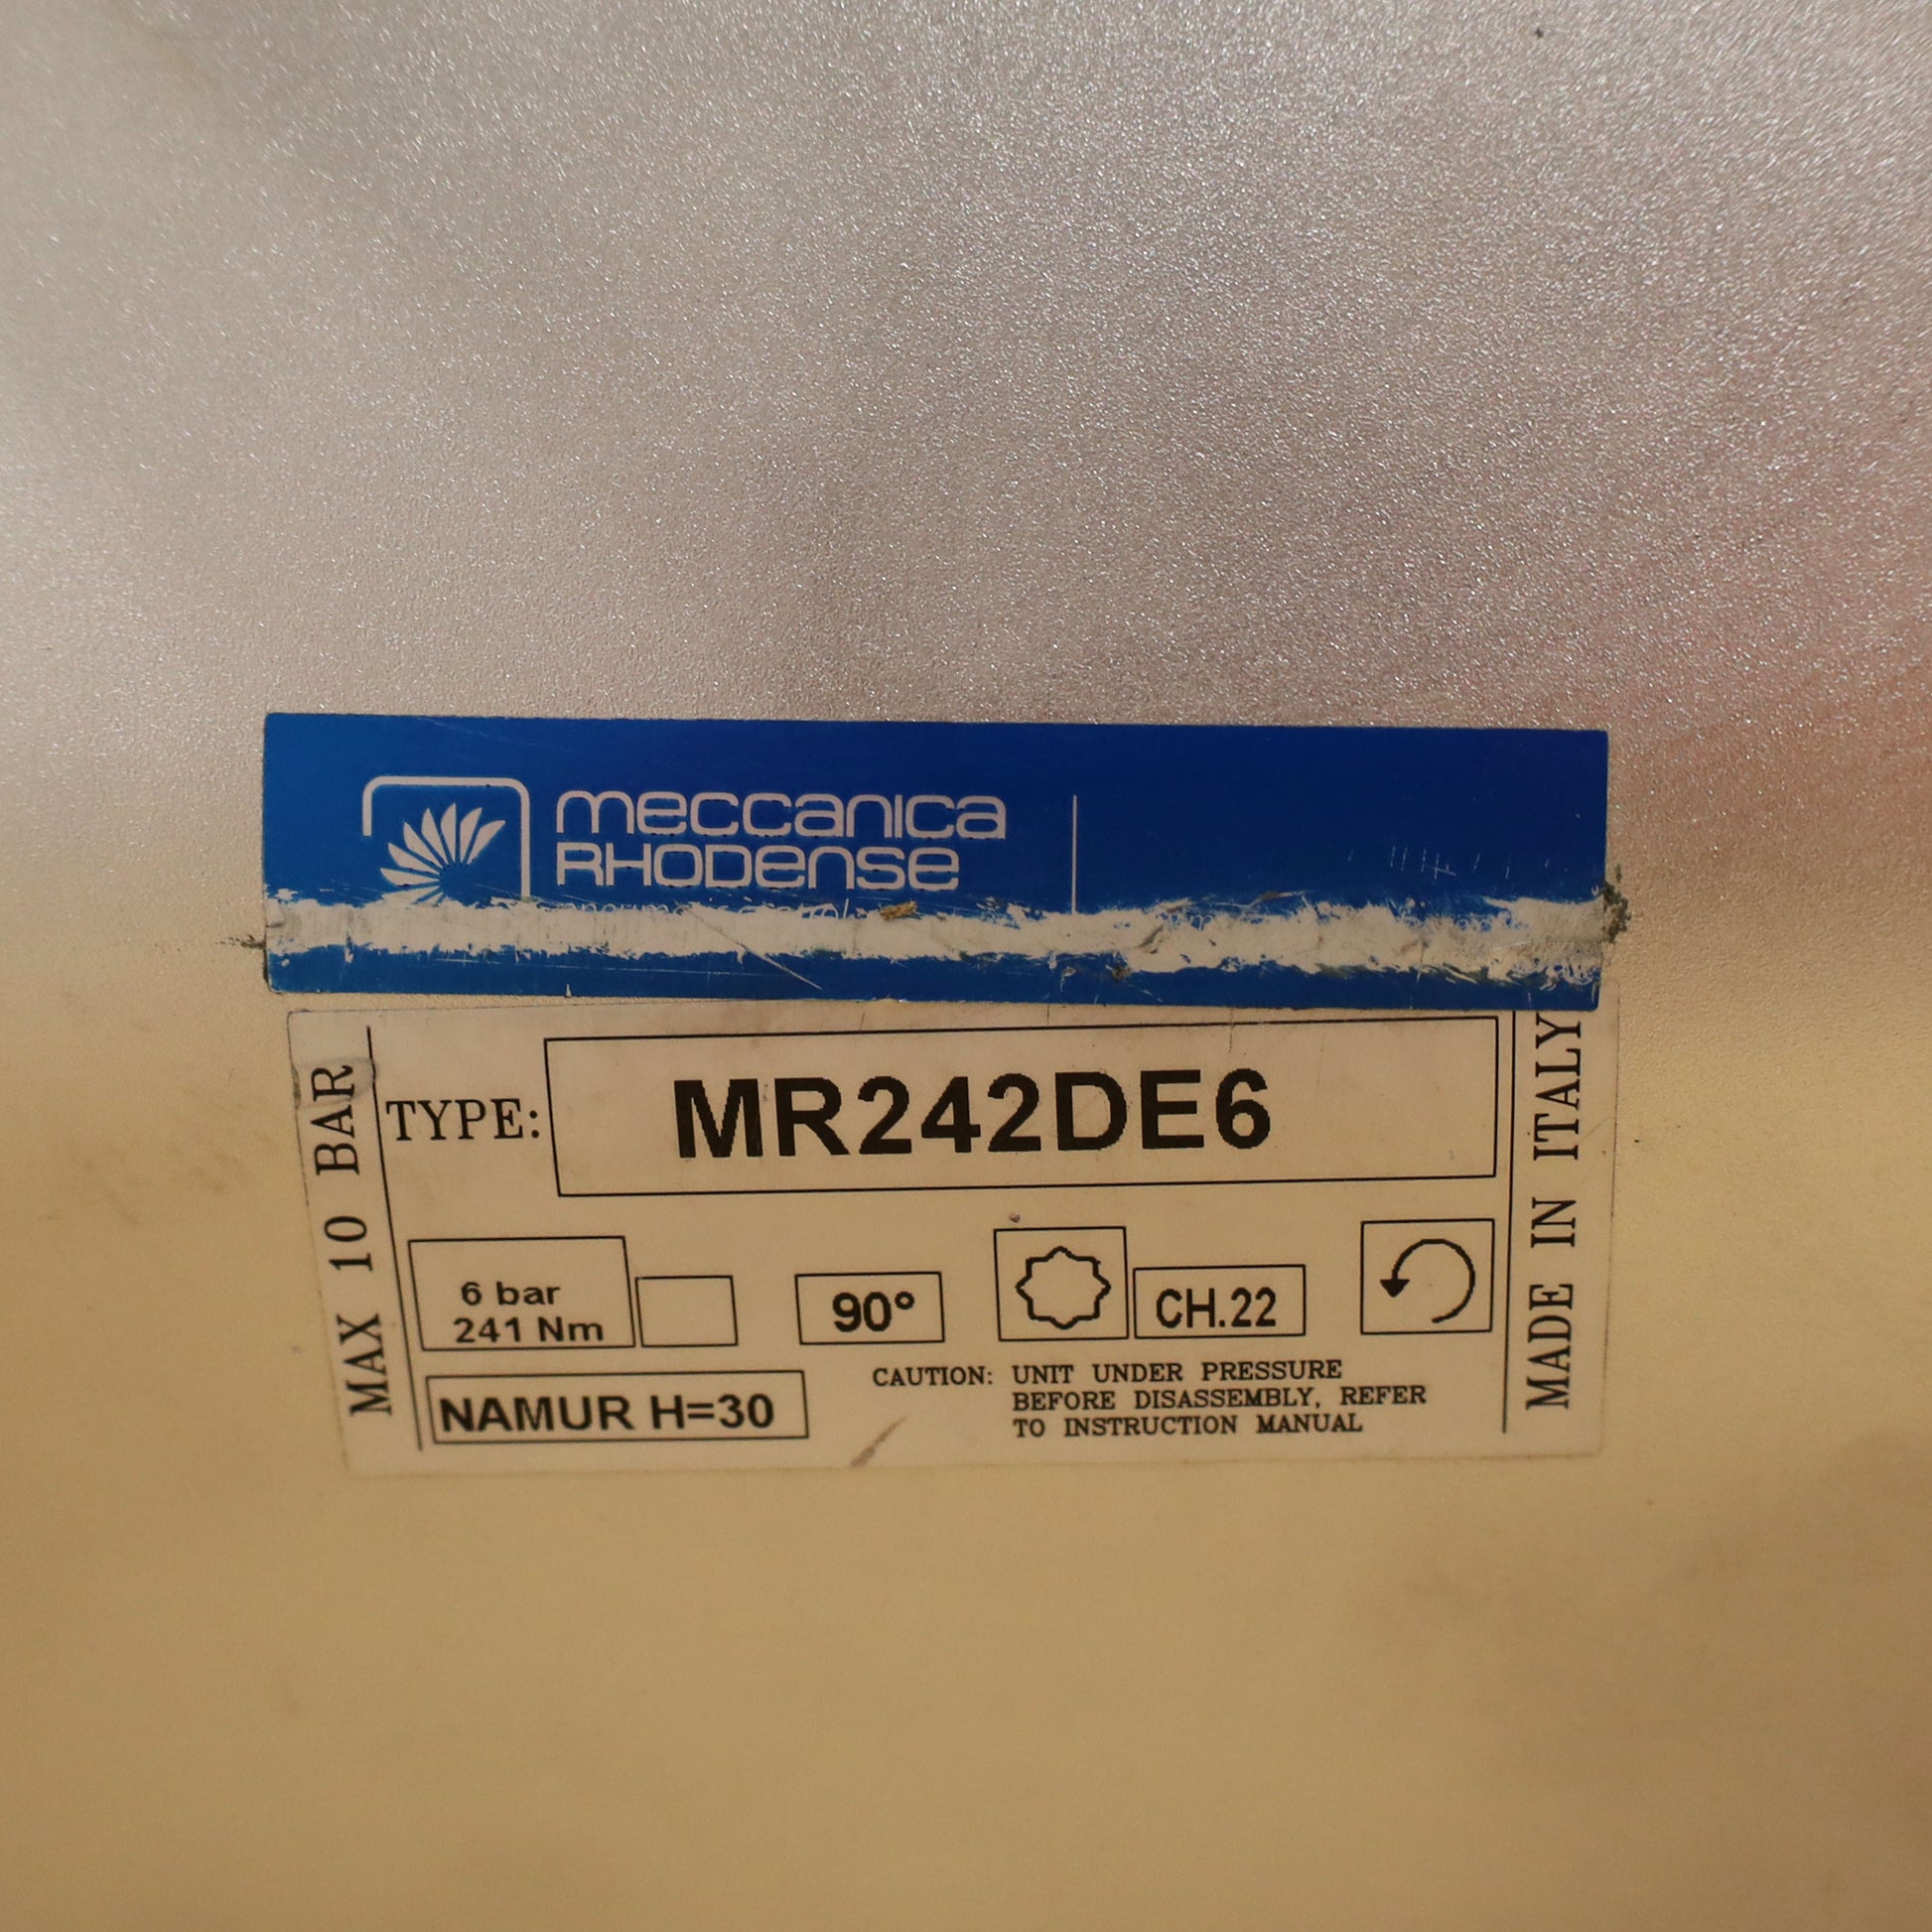 meccanica
RHODENSE
MAX 10 BAR
TYPE:
MR242DE6
MADE IN ITALY
6 bar
241 Nm
90°
CH.22
NAMUR H=30
CAUTION: UNIT UNDER PRESSURE
BEFORE DISASSEMBLY, REFER
TO INSTRUCTION MANUAL